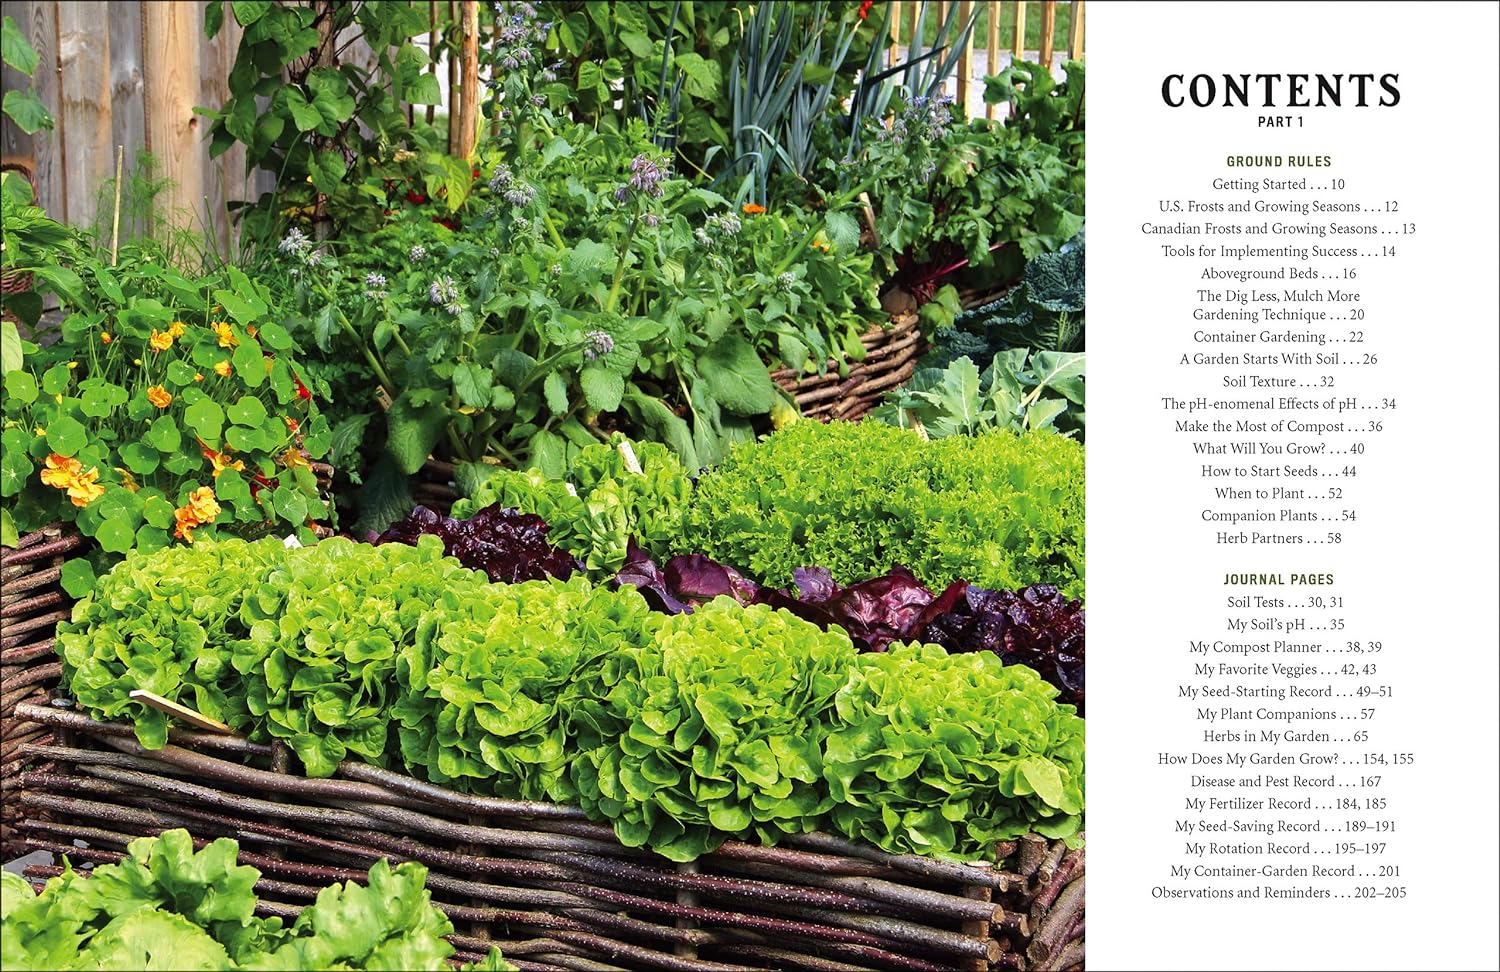 CONTENTS
PART 1
GROUND RULES
Getting Started . . . 10
U.S. Frosts and Growing Seasons . . . 12
Canadian Frosts and Growing Seasons . . . 13
Tools for Implementing Success . . . 14
Aboveground Beds . . . 16
The Dig Less, Mulch More
Gardening Technique . . . 20
Container Gardening . . . 22
A Garden Starts With Soil . . . 26
Soil Texture . . . 32
The pH-enomenal Effects of pH . . . 34
Make the Most of Compost . . . 36
What Will You Grow? . . . 40
How to Start Seeds . . . 44
When to Plant . . . 52
Companion Plants . . . 54
Herb Partners . . . 58
JOURNAL PAGES
Soil Tests . . . 30, 31
My Soil’s pH . . . 35
My Compost Planner . . . 38, 39
My Favorite Veggies . . . 42, 43
My Seed-Starting Record . . . 49–51
My Plant Companions . . . 57
Herbs in My Garden . . . 65
How Does My Garden Grow? . . . 154, 155
Disease and Pest Record . . . 167
My Fertilizer Record . . . 184, 185
My Seed-Saving Record . . . 189–191
My Rotation Record . . . 195–197
My Container-Garden Record . . . 201
Observations and Reminders . . . 202–205